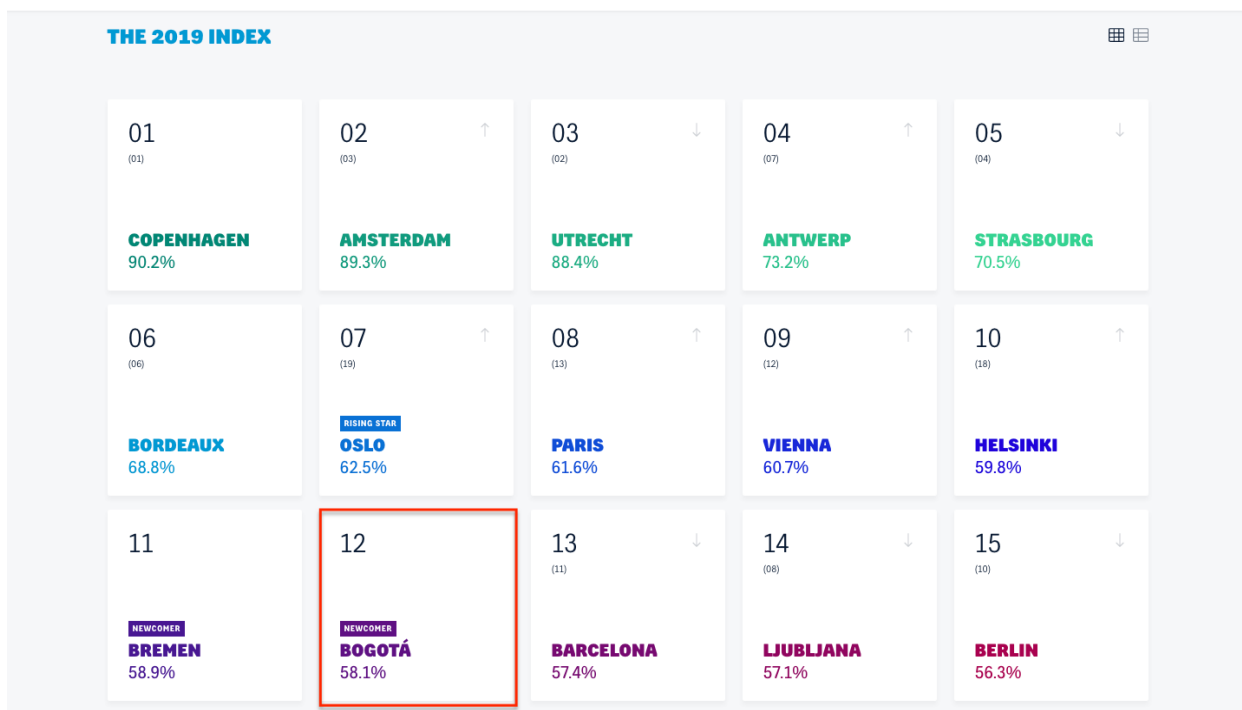 THE 2019 INDEX
01
(01)
COPENHAGEN
90.2%
02
(03)
AMSTERDAM
89.3%
03
(02)
UTRECHT
88.4%
04
(07)
ANTWERP
73.2%
05
(04)
STRASBOURG
70.5%
06
(06)
BORDEAUX
68.8%
07
(19)
RISING STAR
OSLO
62.5%
08
(13)
PARIS
61.6%
09
(12)
VIENNA
60.7%
10
(18)
HELSINKI
59.8%
11
NEWCOMER
BREMEN
58.9%
12
NEWCOMER
BOGOTÁ
58.1%
13
(11)
BARCELONA
57.4%
14
(08)
LJUBLJANA
57.1%
15
(10)
BERLIN
56.3%